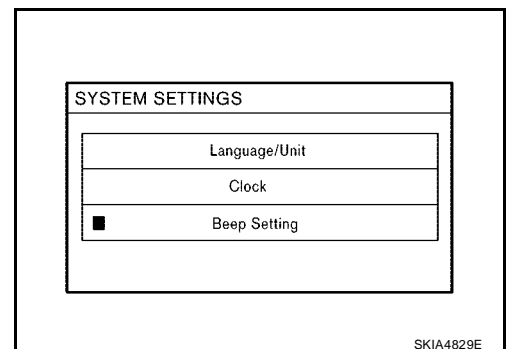 SYSTEM SETTINGS
Language/Unit
Clock
Beep Setting
SKIA4829E